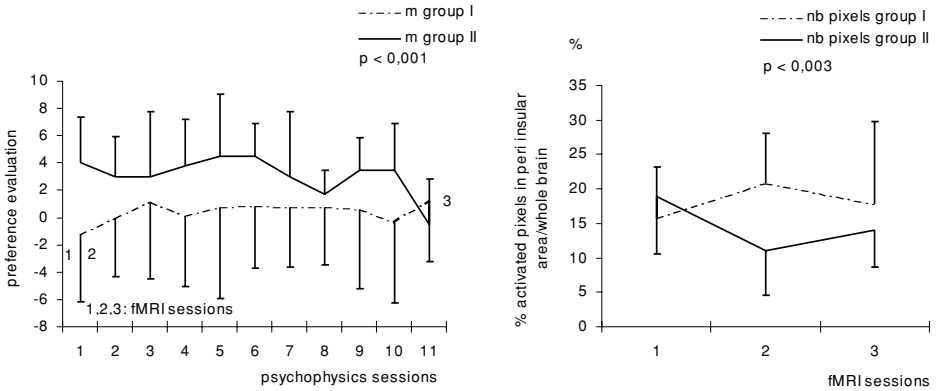 m group I
m group II
p < 0,001
preference evaluation
10
8
6
4
2
0
-2
-4
-6
-8
1 2
3
1,2,3: fMRI sessions
1 2 3 4 5 6 7 8 9 10 11
psychophysics sessions
nb pixels group I
nb pixels group II
%
p < 0,003
% activated pixels in peri insular
area/whole brain
35
30
25
20
15
10
5
0
1 2 3
fMRI sessions